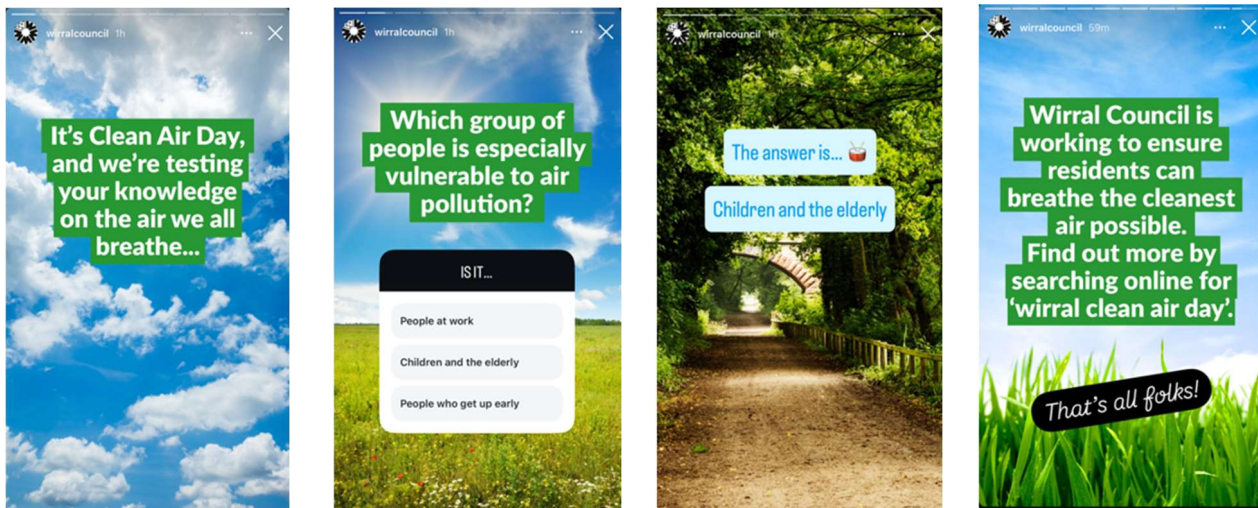 wirralcouncil 1h
It's Clean Air Day,
and we're testing
your knowledge
on the air we all
breathe...
wirralcouncil 1h
Which group of
people is especially
vulnerable to air
pollution?
IS IT...
People at work
Children and the elderly
People who get up early
wirralcouncil 1h
The answer is... 🥁
Children and the elderly
wirralcouncil 59m
Wirral Council is
working to ensure
residents can
breathe the cleanest
air possible.
Find out more by
searching online for
'wirral clean air day'.
That's all folks!